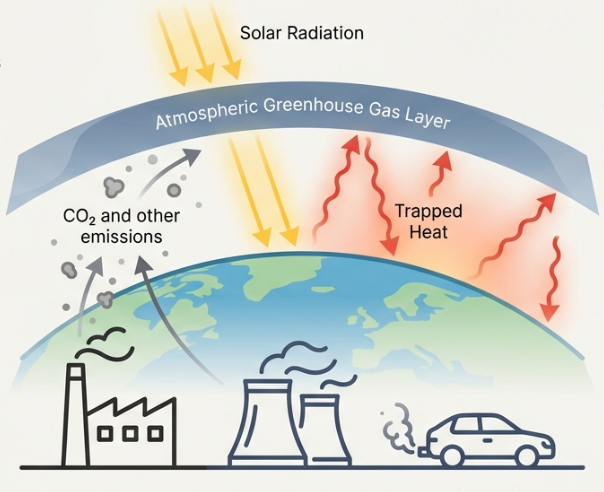 Solar Radiation
Atmospheric Greenhouse Gas Layer
CO₂ and other
emissions
Trapped
Heat